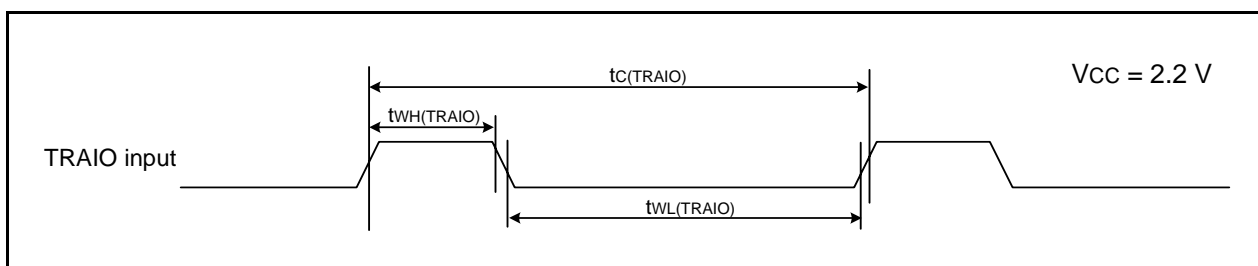 tC(TRAIO)
VCC = 2.2 V
tWH(TRAIO)
TRAIO input
tWL(TRAIO)